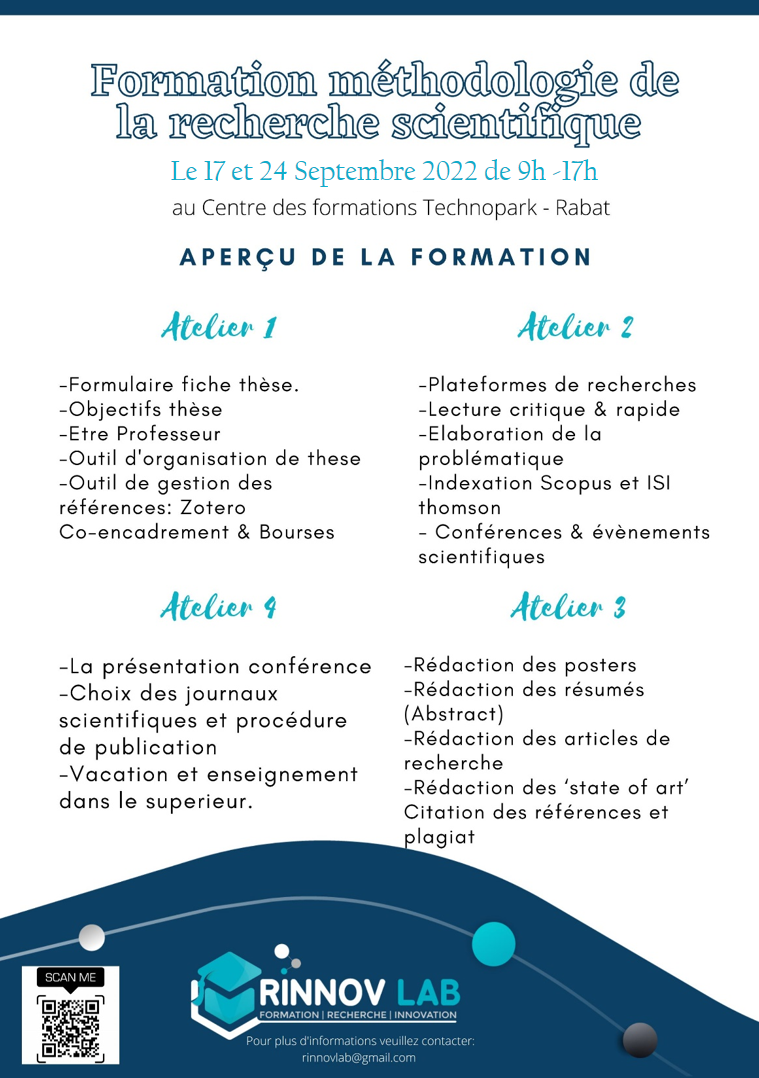 Formation méthodologie de
la recherche scientifique
Le 17 et 24 Septembre 2022 de 9h -17h
au Centre des formations Technopark - Rabat
APERÇU DE LA FORMATION
Atelier 1
-Formulaire fiche thèse.
-Objectifs thèse
-Etre Professeur
-Outil d'organisation de these
-Outil de gestion des
références: Zotero
Co-encadrement & Bourses
Atelier 2
-Plateformes de recherches
-Lecture critique & rapide
-Elaboration de la
problématique
-Indexation Scopus et ISI
thomson
- Conférences & évènements
scientifiques
Atelier 4
-La présentation conférence
-Choix des journaux
scientifiques et procédure
de publication
-Vacation et enseignement
dans le superieur.
Atelier 3
-Rédaction des posters
-Rédaction des résumés
(Abstract)
-Rédaction des articles de
recherche
-Rédaction des ‘state of art’
Citation des références et
plagiat
SCAN ME
RINNOV LAB
FORMATION | RECHERCHE | INNOVATION
Pour plus d'informations veuillez contacter:
rinnovlab@gmail.com